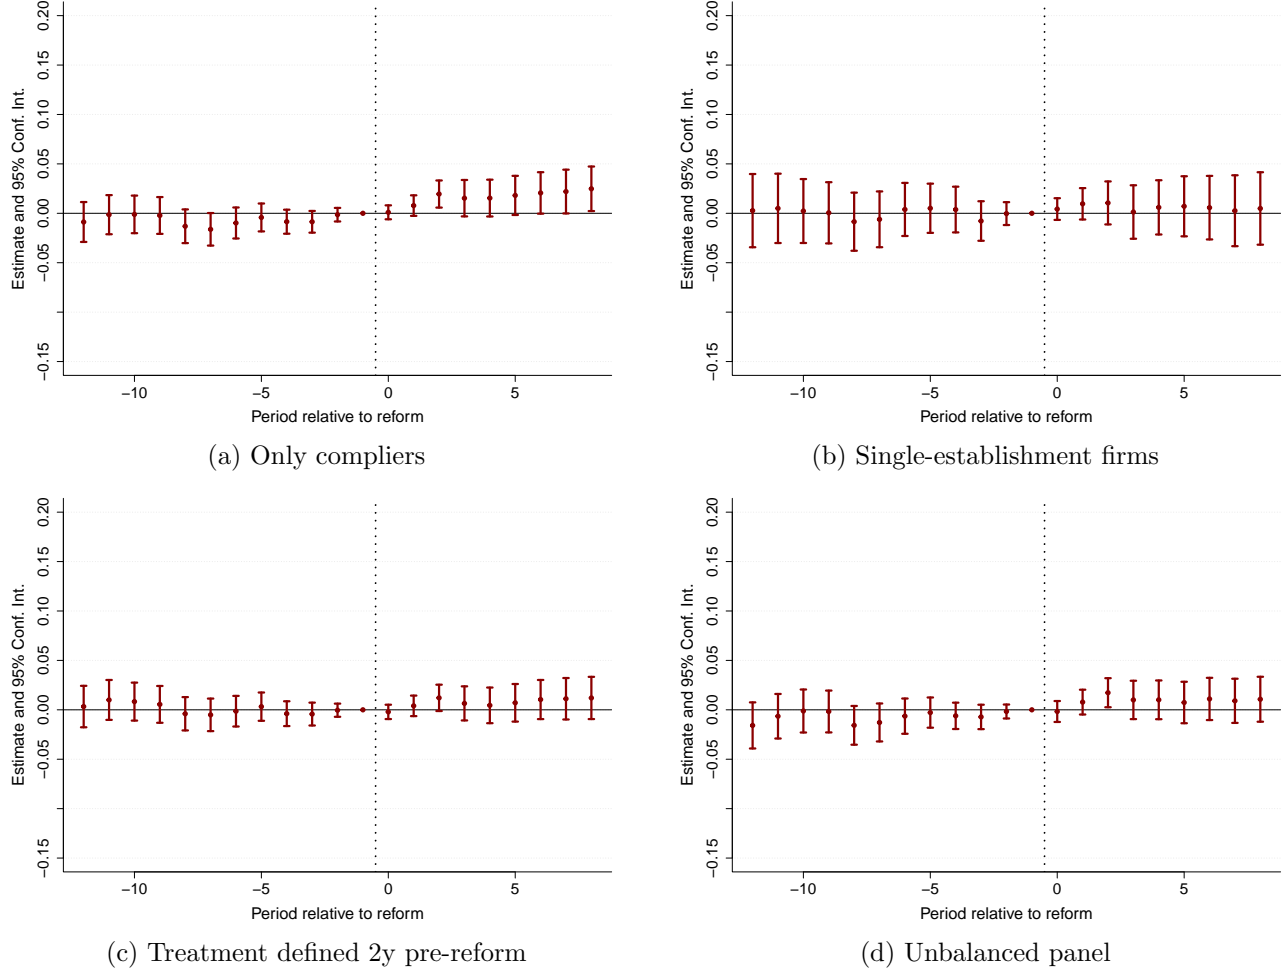 0.20
0.15
0.10
0.05
0.00
−0.05
−0.15
Estimate and 95% Conf. Int.
−10 −5 0 5
Period relative to reform
(a) Only compliers
0.20
0.15
0.10
0.05
0.00
−0.05
−0.15
Estimate and 95% Conf. Int.
−10 −5 0 5
Period relative to reform
(b) Single-establishment firms
0.20
0.15
0.10
0.05
0.00
−0.05
−0.15
Estimate and 95% Conf. Int.
−10 −5 0 5
Period relative to reform
(c) Treatment defined 2y pre-reform
0.20
0.15
0.10
0.05
0.00
−0.05
−0.15
Estimate and 95% Conf. Int.
−10 −5 0 5
Period relative to reform
(d) Unbalanced panel